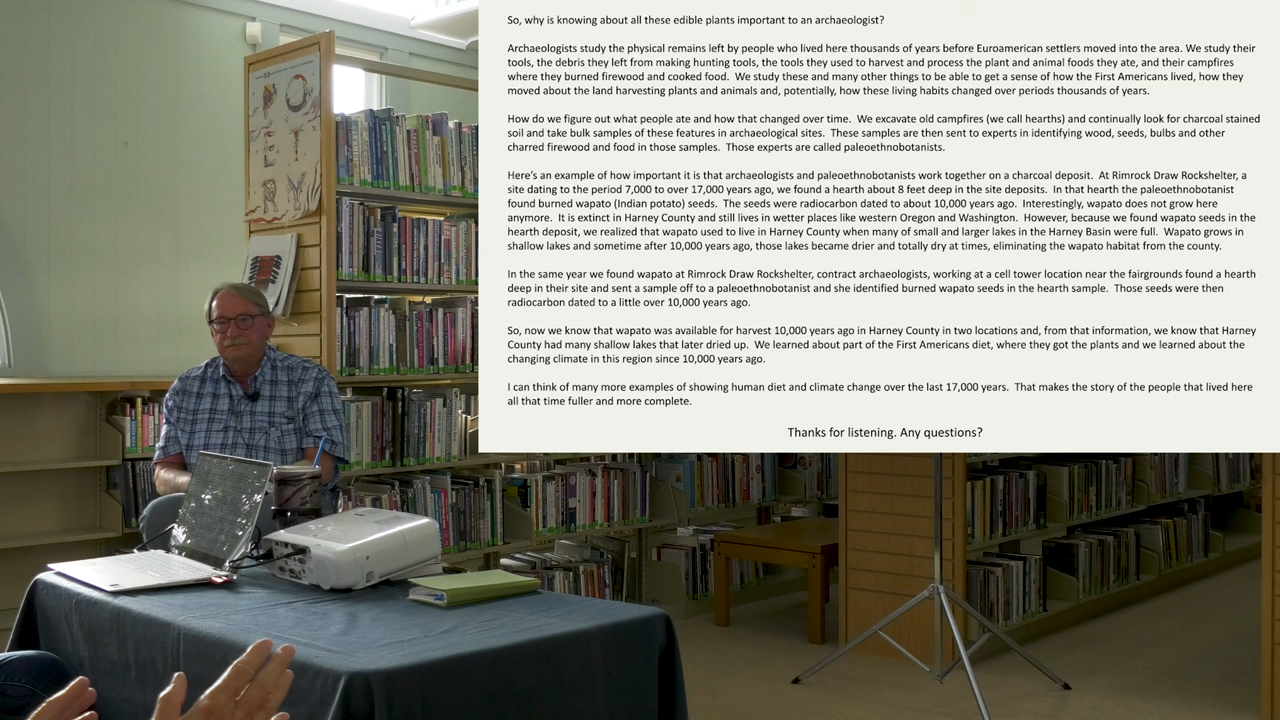 So, why is knowing about all these edible plants important to an archaeologist?
Archaeologists study the physical remains left by people who lived here thousands of years before Euroamerican settlers moved into the area. We study their
tools, the debris they left from making hunting tools, the tools they used to harvest and process the plant and animal foods they ate, and their campfires
where they burned firewood and cooked food. We study these and many other things to be able to get a sense of how the First Americans lived, how they
moved about the land harvesting plants and animals and, potentially, how these living habits changed over periods thousands of years.
How do we figure out what people ate and how that changed over time. We excavate old campfires (we call hearths) and continually look for charcoal stained
soil and take bulk samples of these features in archaeological sites. These samples are then sent to experts in identifying wood, seeds, bulbs and other
charred firewood and food in those samples. Those experts are called paleoethnobotanists.
Here's an example of how important it is that archaeologists and paleoethnobotanists work together on a charcoal deposit. At Rimrock Draw Rockshelter, a
site dating to the period 7,000 to over 17,000 years ago, we found a hearth about 8 feet deep in the site deposits. In that hearth the paleoethnobotanist
found burned wapato (Indian potato) seeds. The seeds were radiocarbon dated to about 10,000 years ago. Interestingly, wapato does not grow here
anymore. It is extinct in Harney County and still lives in wetter places like western Oregon and Washington. However, because we found wapato seeds in the
hearth deposit, we realized that wapato used to live in Harney County when many of small and larger lakes in the Harney Basin were full. Wapato grows in
shallow lakes and sometime after 10,000 years ago, those lakes became drier and totally dry at times, eliminating the wapato habitat from the county.
In the same year we found wapato at Rimrock Draw Rockshelter, contract archaeologists, working at a cell tower location near the fairgrounds found a hearth
deep in their site and sent a sample off to a paleoethnobotanist and she identified burned wapato seeds in the hearth sample. Those seeds were then
radiocarbon dated to a little over 10,000 years ago.
So, now we know that wapato was available for harvest 10,000 years ago in Harney County in two locations and, from that information, we know that Harney
County had many shallow lakes that later dried up. We learned about part of the First Americans diet, where they got the plants and we learned about the
changing climate in this region since 10,000 years ago.
I can think of many more examples of showing human diet and climate change over the last 17,000 years. That makes the story of the people that lived here
all that time fuller and more complete.
Thanks for listening. Any questions?